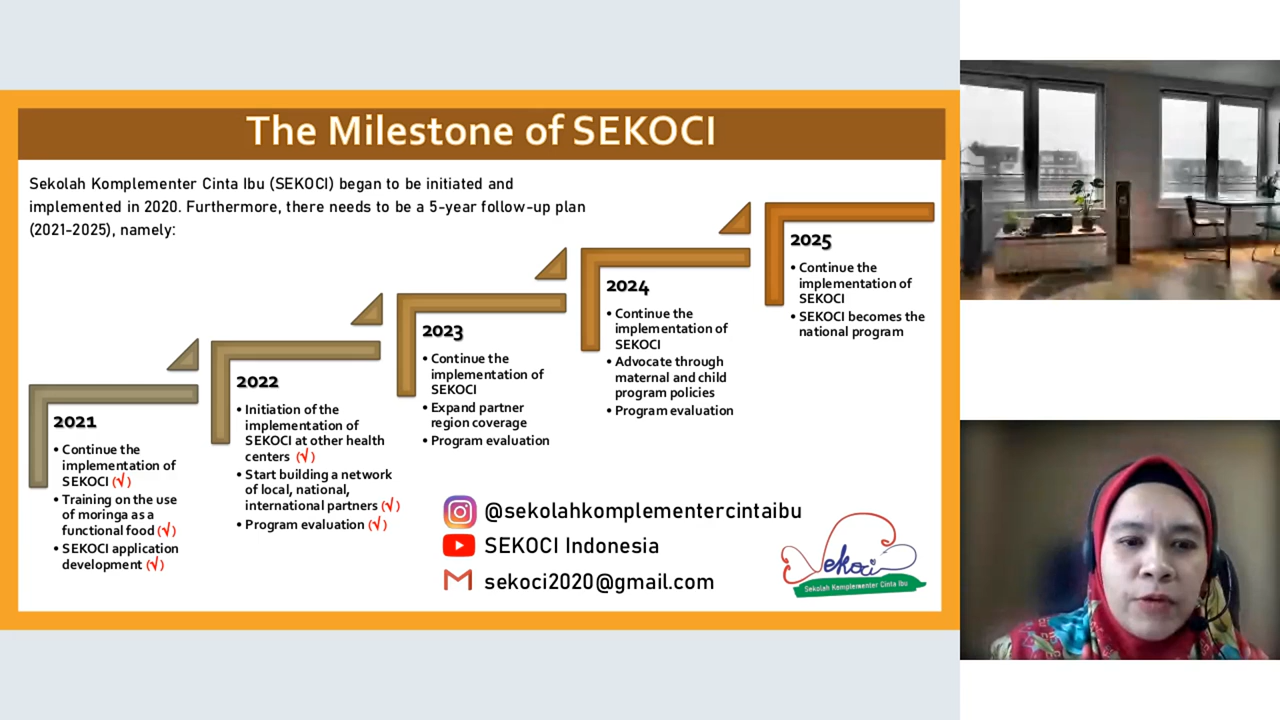 The Milestone of SEKOCI
Sekolah Komplementer Cinta Ibu (SEKOCI) began to be initiated and
implemented in 2020. Furthermore, there needs to be a 5-year follow-up plan
(2021-2025), namely:
2021
• Continue the
implementation of
SEKOCI (√)
• Training on the use
of moringa as a
functional food (√)
• SEKOCI application
development (√)
2022
• Initiation of the
implementation of
SEKOCI at other health
centers (√)
• Start building a network
of local, national,
international partners (√)
• Program evaluation (√)
2023
• Continue the
implementation of
SEKOCI
• Expand partner
region coverage
• Program evaluation
2024
• Continue the
implementation of
SEKOCI
• Advocate through
maternal and child
program policies
• Program evaluation
2025
• Continue the
implementation of
SEKOCI
• SEKOCI becomes the
national program
@sekolahkomplementercintaibu
SEKOCI Indonesia
sekoci2020@gmail.com
Sekoci
Sekolah Komplementer Cinta Ibu